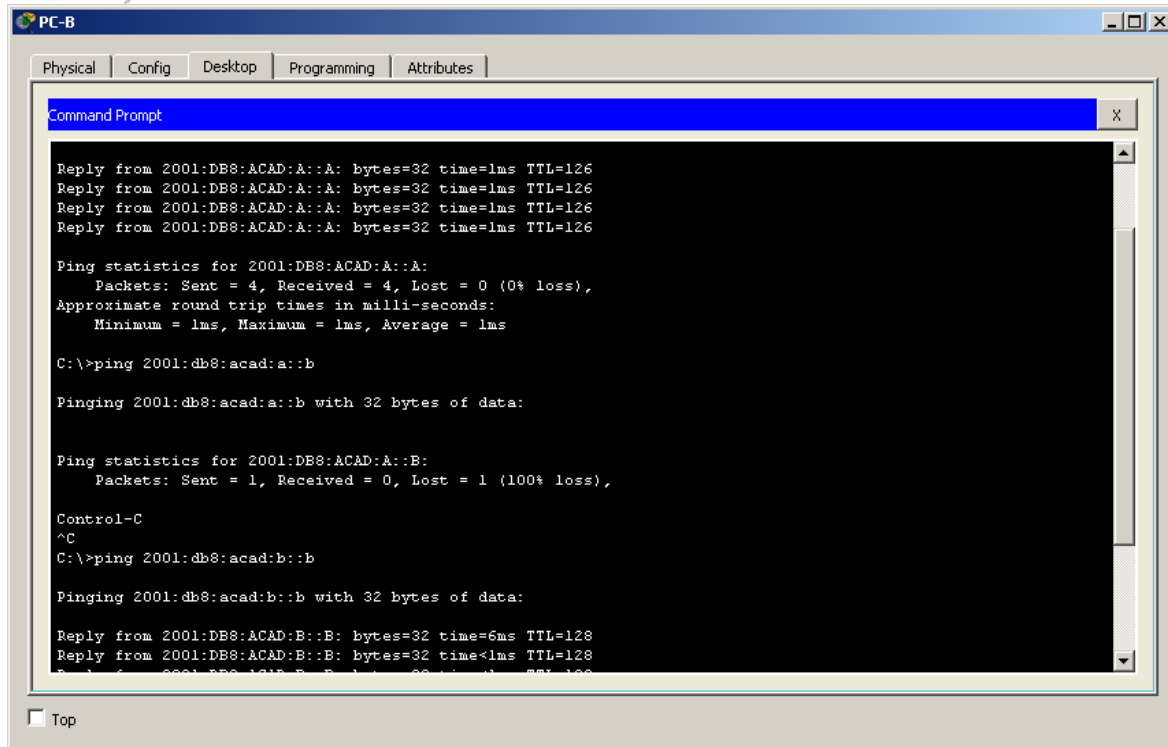 PC-B
Physical Config Desktop Programming Attributes
Command Prompt X
Reply from 2001:DB8:ACAD:A::A: bytes=32 time=1ms TTL=126
Reply from 2001:DB8:ACAD:A::A: bytes=32 time=1ms TTL=126
Reply from 2001:DB8:ACAD:A::A: bytes=32 time=1ms TTL=126
Reply from 2001:DB8:ACAD:A::A: bytes=32 time=1ms TTL=126
Ping statistics for 2001:DB8:ACAD:A::A:
Packets: Sent = 4, Received = 4, Lost = 0 (0% loss),
Approximate round trip times in milli-seconds:
Minimum = 1ms, Maximum = 1ms, Average = 1ms
C:\>ping 2001:db8:acad:a::b
Pinging 2001:db8:acad:a::b with 32 bytes of data:
Ping statistics for 2001:DB8:ACAD:A::B:
Packets: Sent = 1, Received = 0, Lost = 1 (100% loss),
Control-C
^C
C:\>ping 2001:db8:acad:b::b
Pinging 2001:db8:acad:b::b with 32 bytes of data:
Reply from 2001:DB8:ACAD:B::B: bytes=32 time=6ms TTL=128
Reply from 2001:DB8:ACAD:B::B: bytes=32 time<1ms TTL=128
Top